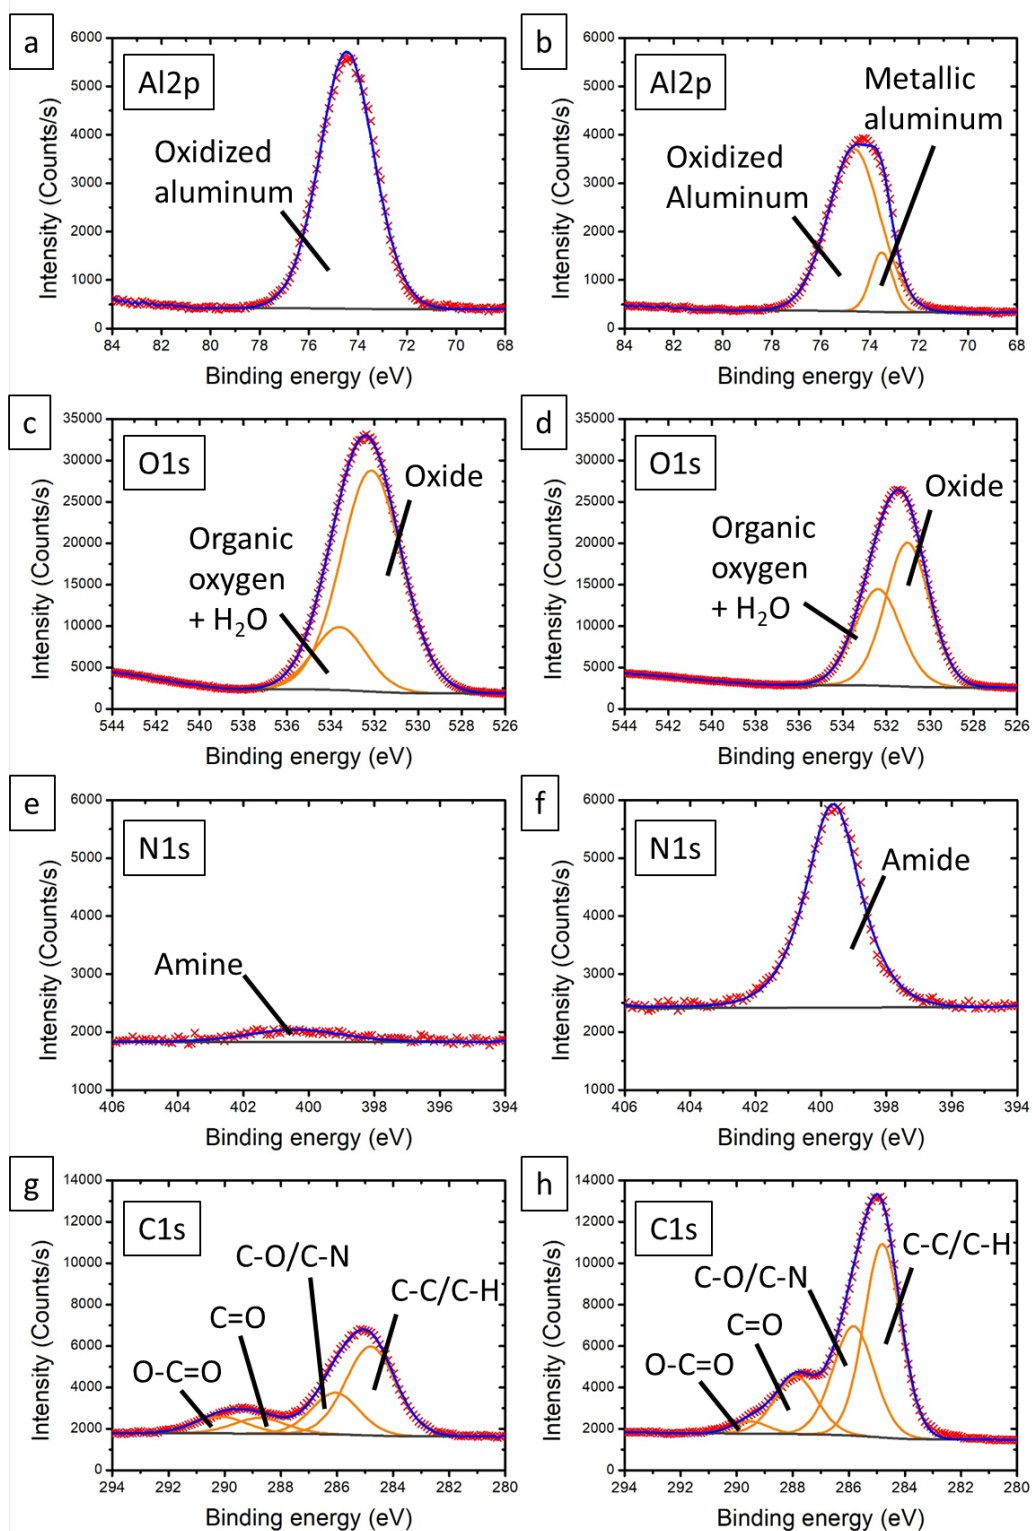 a
Al2p
Oxidized
aluminum
Intensity (Counts/s)
6000
5000
4000
3000
2000
1000
0
84 82 80 78 76 74 72 70 68
Binding energy (eV)
b
Al2p
Metallic
aluminum
Oxidized
Aluminum
Intensity (Counts/s)
6000
5000
4000
3000
2000
1000
0
84 82 80 78 76 74 72 70 68
Binding energy (eV)
c
O1s
Oxide
Organic
oxygen
+ H₂O
Intensity (Counts/s)
35000
30000
25000
20000
15000
10000
5000
0
544 542 540 538 536 534 532 530 528 526
Binding energy (eV)
d
O1s
Oxide
Organic
oxygen
+ H₂O
Intensity (Counts/s)
35000
30000
25000
20000
15000
10000
5000
0
544 542 540 538 536 534 532 530 528 526
Binding energy (eV)
e
N1s
Amine
Intensity (Counts/s)
6000
5000
4000
3000
2000
1000
406 404 402 400 398 396 394
Binding energy (eV)
f
N1s
Amide
Intensity (Counts/s)
6000
5000
4000
3000
2000
1000
406 404 402 400 398 396 394
Binding energy (eV)
g
C1s
C-O/C-N
C-C/C-H
C=O
O-C=O
Intensity (Counts/s)
14000
12000
10000
8000
6000
4000
2000
0
294 292 290 288 286 284 282 280
Binding energy (eV)
h
C1s
C-C/C-H
C-O/C-N
C=O
O-C=O
Intensity (Counts/s)
14000
12000
10000
8000
6000
4000
2000
0
294 292 290 288 286 284 282 280
Binding energy (eV)